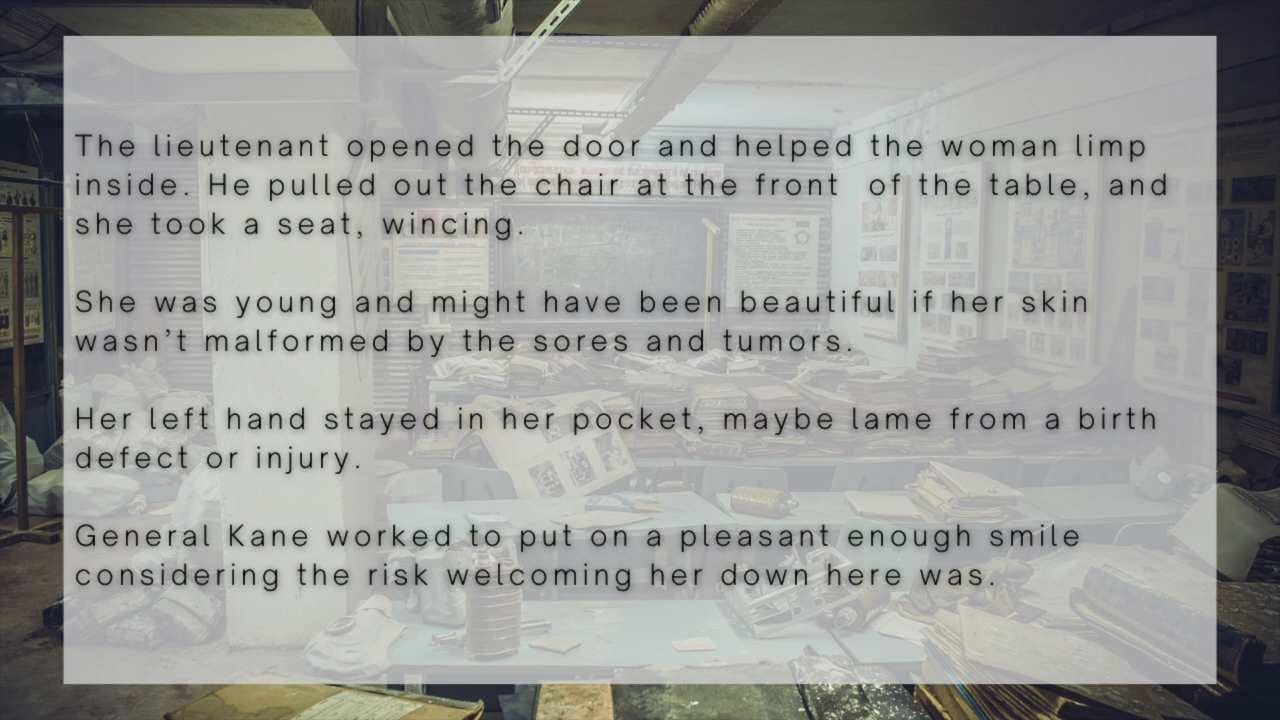 The lieutenant opened the door and helped the woman limp
inside. He pulled out the chair at the front  of the table, and
she took a seat, wincing.
She was young and might have been beautiful if her skin
wasn’t malformed by the sores and tumors.
Her left hand stayed in her pocket, maybe lame from a birth
defect or injury.
General Kane worked to put on a pleasant enough smile
considering the risk welcoming her down here was.